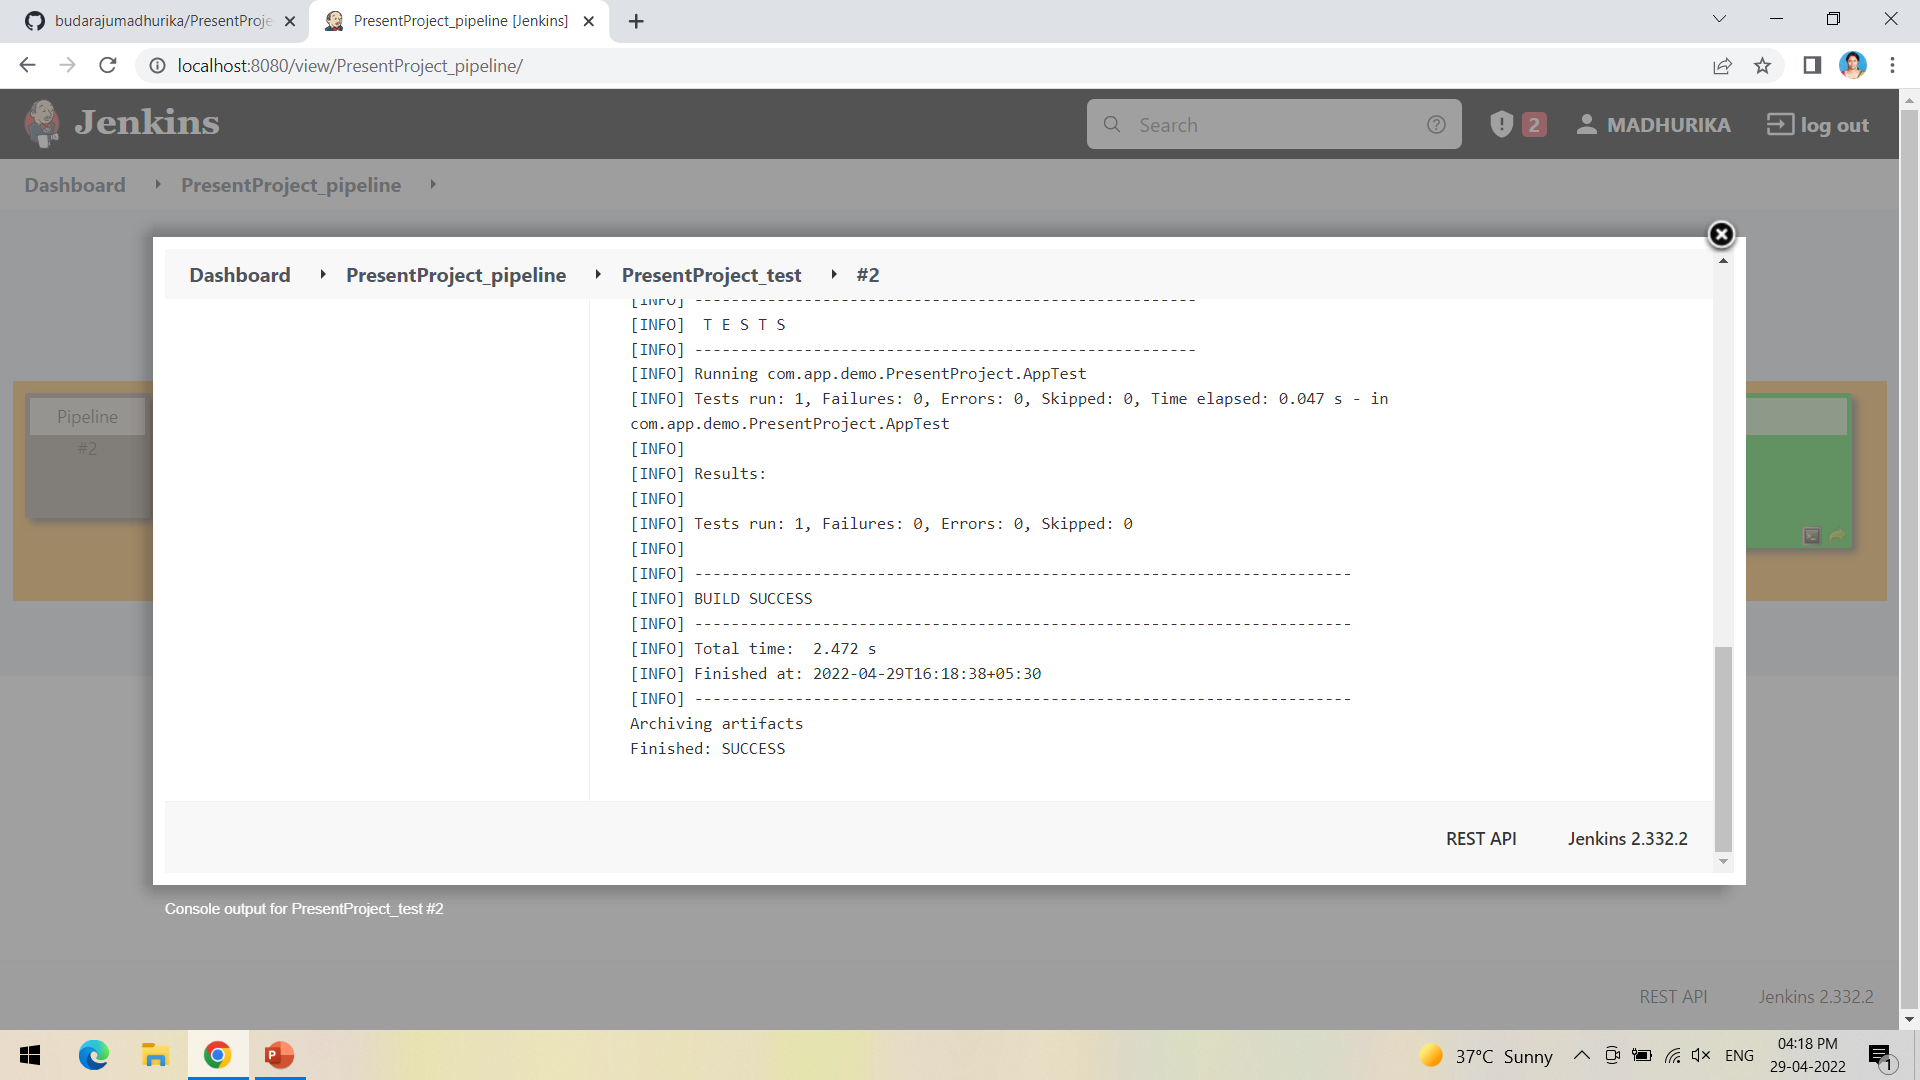 budarajumadhurika/PresentProje
PresentProject_pipeline [Jenkins]
localhost:8080/view/PresentProject_pipeline/
Jenkins
Search
2
MADHURIKA
log out
Dashboard
PresentProject_pipeline
Dashboard
PresentProject_pipeline
PresentProject_test
#2
Pipeline
#2
[INFO] -------------------------------------------------------
[INFO]  T E S T S
[INFO] -------------------------------------------------------
[INFO] Running com.app.demo.PresentProject.AppTest
[INFO] Tests run: 1, Failures: 0, Errors: 0, Skipped: 0, Time elapsed: 0.047 s - in
com.app.demo.PresentProject.AppTest
[INFO]
[INFO] Results:
[INFO]
[INFO] Tests run: 1, Failures: 0, Errors: 0, Skipped: 0
[INFO]
[INFO] ------------------------------------------------------------------------
[INFO] BUILD SUCCESS
[INFO] ------------------------------------------------------------------------
[INFO] Total time:  2.472 s
[INFO] Finished at: 2022-04-29T16:18:38+05:30
[INFO] ------------------------------------------------------------------------
Archiving artifacts
Finished: SUCCESS
REST API
Jenkins 2.332.2
Console output for PresentProject_test #2
REST API
Jenkins 2.332.2
37°C Sunny
ENG
04:18 PM
29-04-2022
1